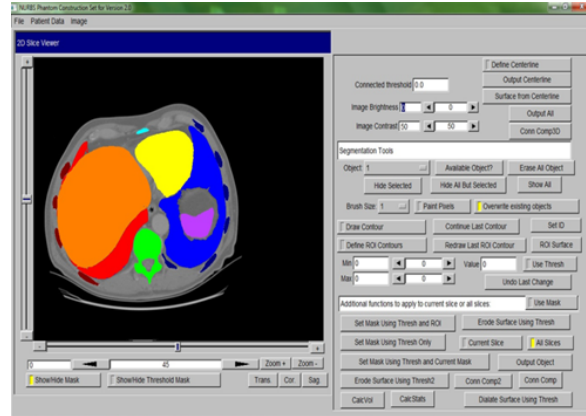 NURBS Phantom Construction Set for Version 2.0
File Patient Data Image
2D Slice Viewer
Define Centerline
Connected threshold 0.0
Output Centerline
Surface from Centerline
Image Brightness 0 0
Output All
Image Contrast 50 50
Conn Comp3D
Segmentation Tools
Object: 1 Available Object? Erase All Object
Hide Selected Hide All But Selected Show All
Brush Size: 1 Paint Pixels Overwrite existing objects
Draw Contour Continue Last Contour Set ID
Define ROI Contours Redraw Last ROI Contour ROI Surface
Min 0 0 Value 0 Use Thresh
Max 0 0 Undo Last Change
Additional functions to apply to current slice or all slices: Use Mask
Set Mask Using Thresh and ROI Erode Surface Using Thresh
Set Mask Using Thresh Only Current Slice All Slices
Set Mask Using Thresh and Current Mask Output Object
Erode Surface Using Thresh2 Conn Comp2 Conn Comp
CalcVol CalcStats Dialate Surface Using Thresh
0 45 Zoom + Zoom -
Show/Hide Mask Show/Hide Threshold Mask Trans. Cor. Sag.